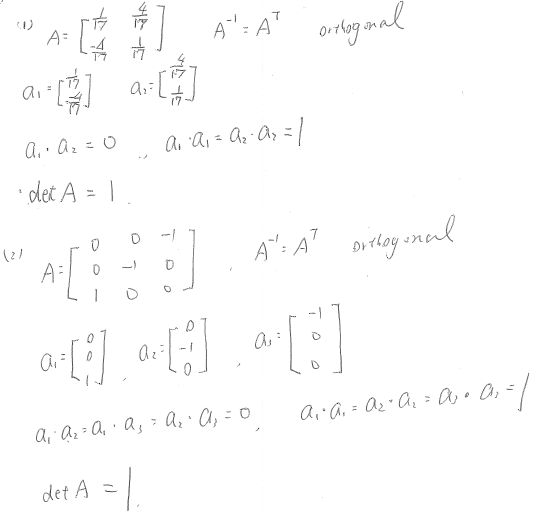 (1) A = [1/√17 4/√17; -4/√17 1/√17] A⁻¹ = Aᵀ orthogonal
a₁ = [1/√17; -4/√17] a₂ = [4/√17; 1/√17]
a₁ · a₂ = 0 , a₁ · a₁ = a₂ · a₂ = 1
· det A = 1 .
(2) A = [0 0 -1; 0 -1 0; 1 0 0] , A⁻¹ = Aᵀ orthogonal
a₁ = [0; 0; 1] , a₂ = [0; -1; 0] , a₃ = [-1; 0; 0]
a₁ · a₂ = a₁ · a₃ = a₂ · a₃ = 0 , a₁ · a₁ = a₂ · a₂ = a₃ · a₃ = 1
det A = 1 .